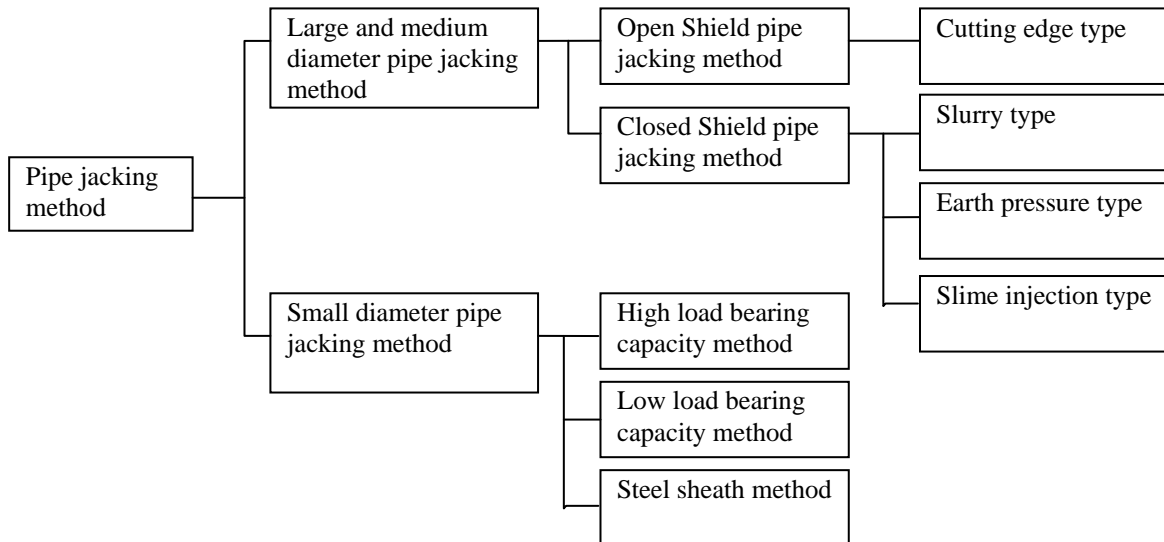 Pipe jacking
method
Large and medium
diameter pipe jacking
method
Open Shield pipe
jacking method
Cutting edge type
Closed Shield pipe
jacking method
Slurry type
Earth pressure type
Slime injection type
Small diameter pipe
jacking method
High load bearing
capacity method
Low load bearing
capacity method
Steel sheath method